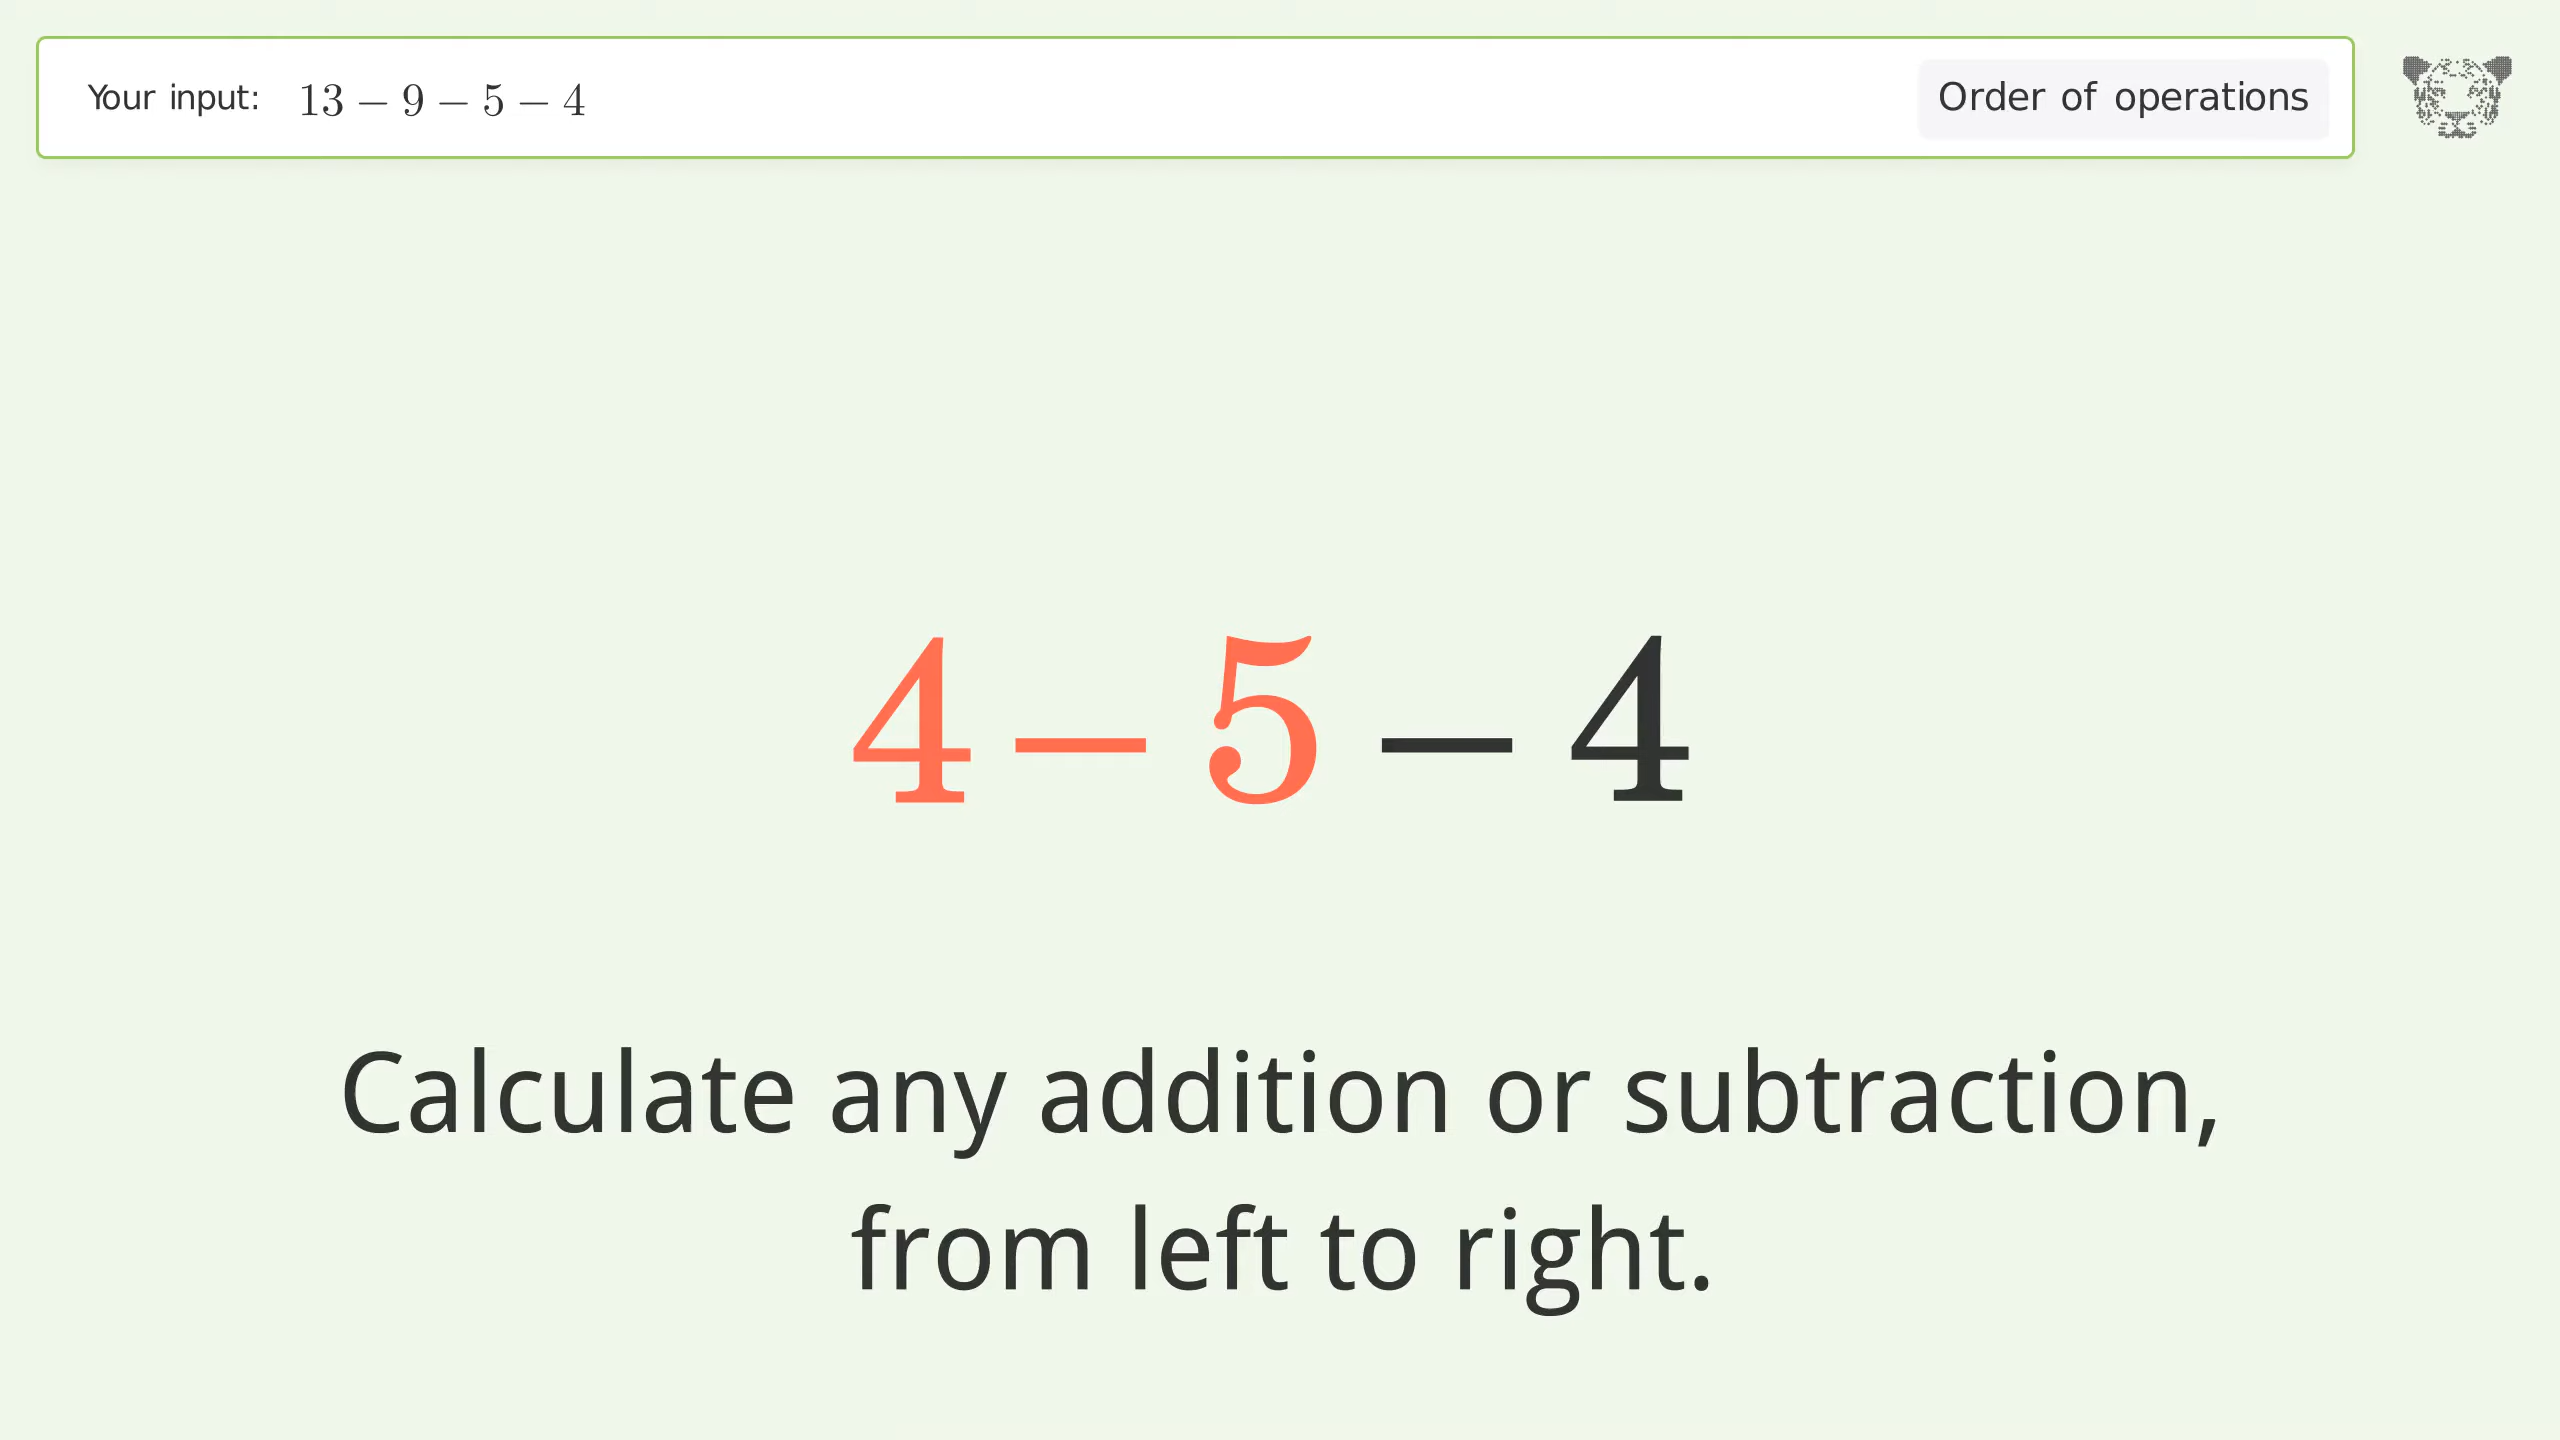 Your input: 13 − 9 − 5 − 4
Order of operations
4 − 5 − 4
Calculate any addition or subtraction,
from left to right.